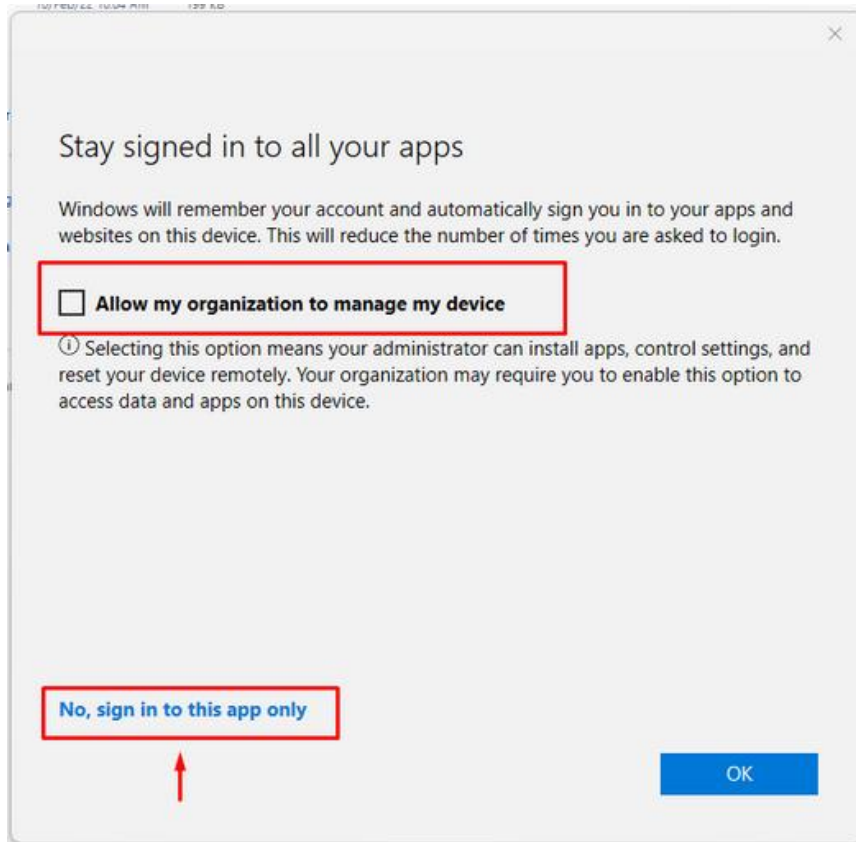 Stay signed in to all your apps
Windows will remember your account and automatically sign you in to your apps and
websites on this device. This will reduce the number of times you are asked to login.
Allow my organization to manage my device
Selecting this option means your administrator can install apps, control settings, and
reset your device remotely. Your organization may require you to enable this option to
access data and apps on this device.
No, sign in to this app only
OK